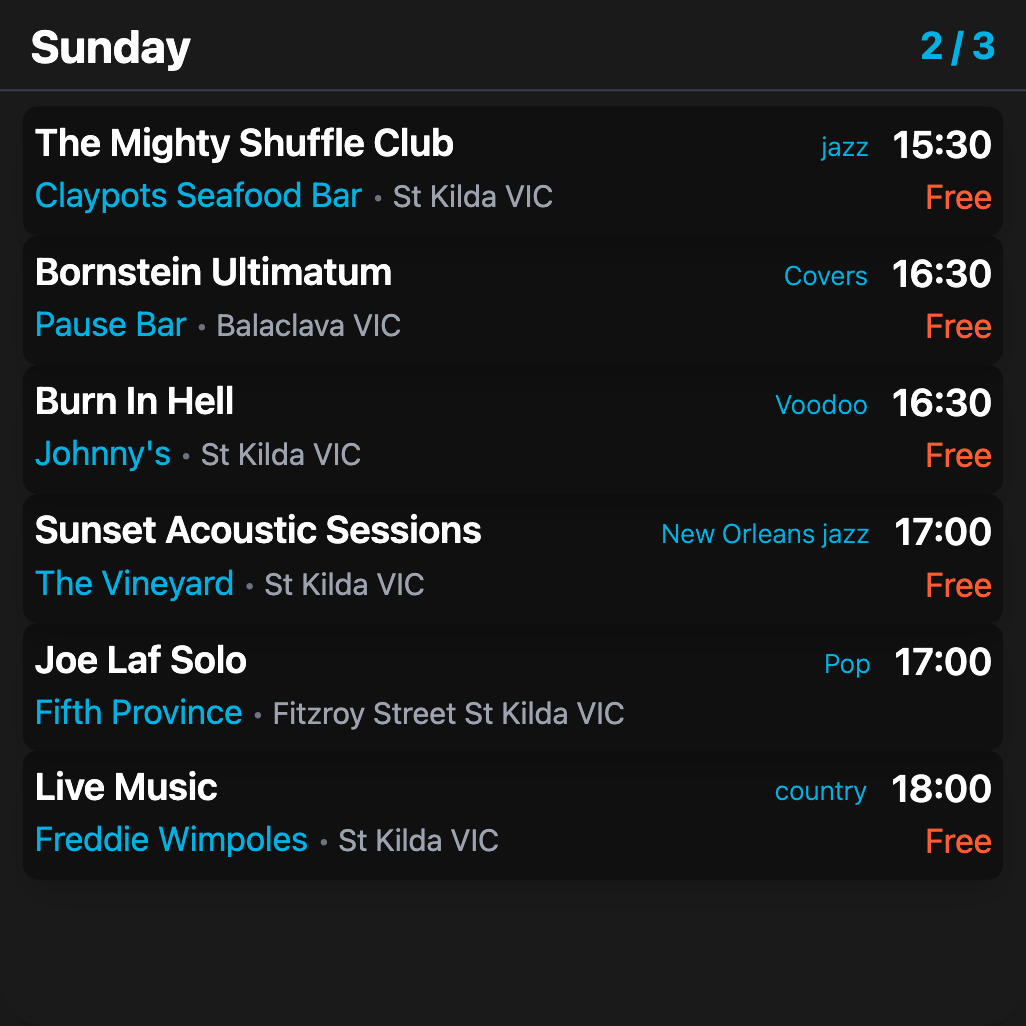 Sunday 2 / 3
The Mighty Shuffle Club jazz 15:30
Claypots Seafood Bar • St Kilda VIC Free
Bornstein Ultimatum Covers 16:30
Pause Bar • Balaclava VIC Free
Burn In Hell Voodoo 16:30
Johnny's • St Kilda VIC Free
Sunset Acoustic Sessions New Orleans jazz 17:00
The Vineyard • St Kilda VIC Free
Joe Laf Solo Pop 17:00
Fifth Province • Fitzroy Street St Kilda VIC
Live Music country 18:00
Freddie Wimpoles • St Kilda VIC Free